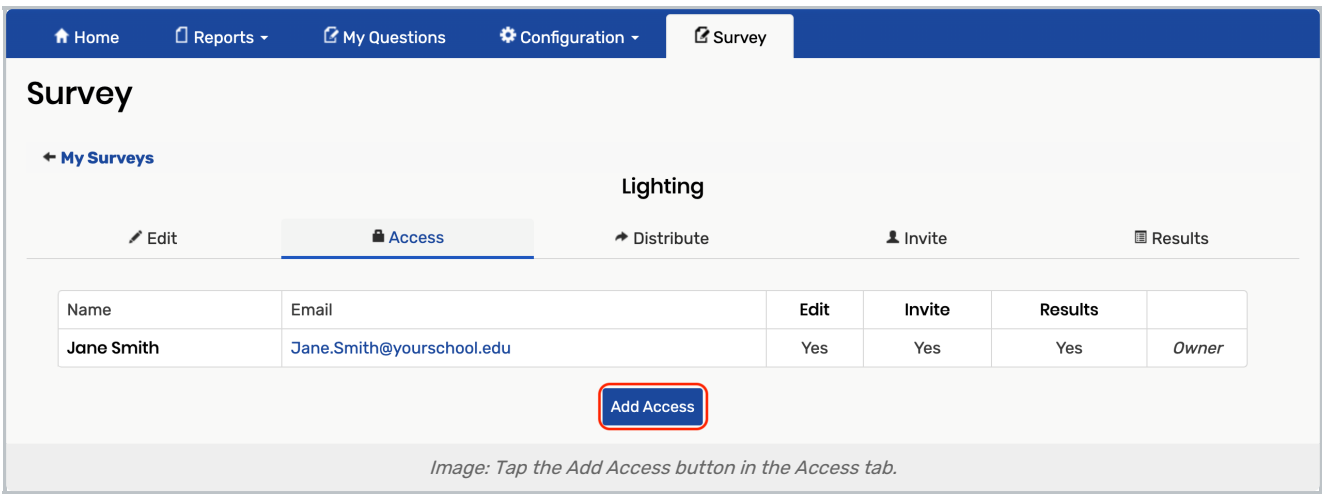 Home Reports My Questions Configuration Survey
Survey
My Surveys
Lighting
Edit Access Distribute Invite Results
Name Email Edit Invite Results
Jane Smith Jane.Smith@yourschool.edu Yes Yes Yes Owner
Add Access
Image: Tap the Add Access button in the Access tab.